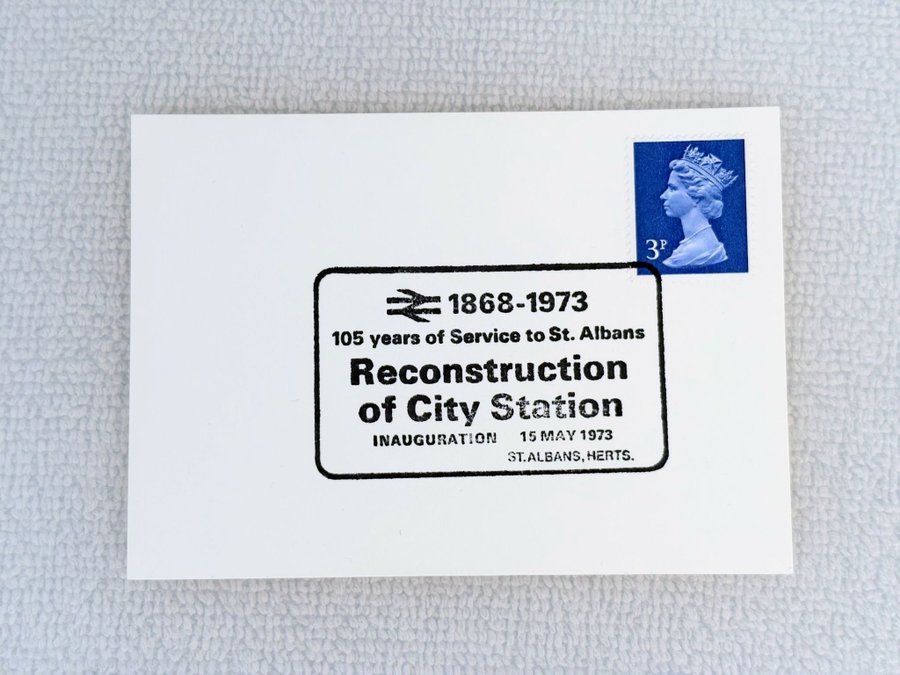 3P
1868-1973
105 years of Service to St. Albans
Reconstruction
of City Station
INAUGURATION 15 MAY 1973
ST. ALBANS, HERTS.